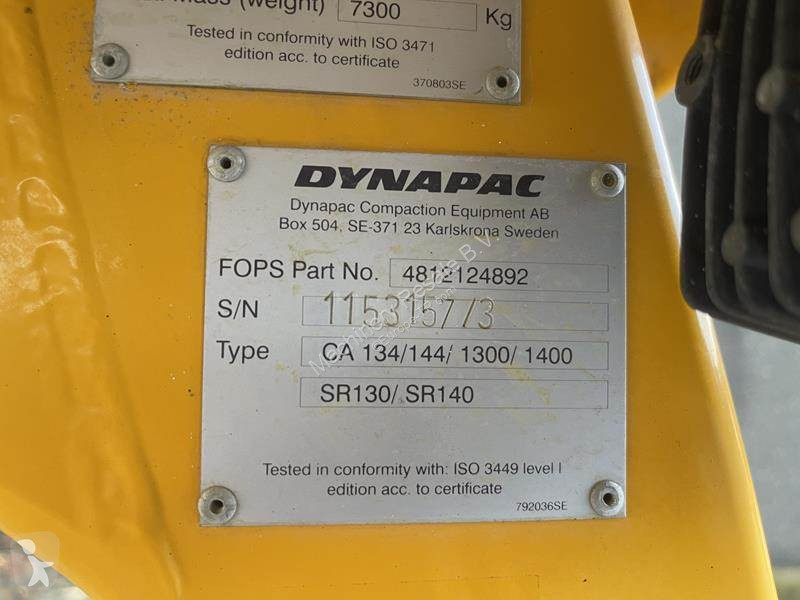 Mass (weight) 7300 Kg
Tested in conformity with ISO 3471
edition acc. to certificate
370803SE
DYNAPAC
Dynapac Compaction Equipment AB
Box 504, SE-371 23 Karlskrona Sweden
FOPS Part No. 4812124892
S/N 1153157/3
Type CA 134/144/ 1300/ 1400
SR130/ SR140
Tested in conformity with: ISO 3449 level I
edition acc. to certificate
792036SE